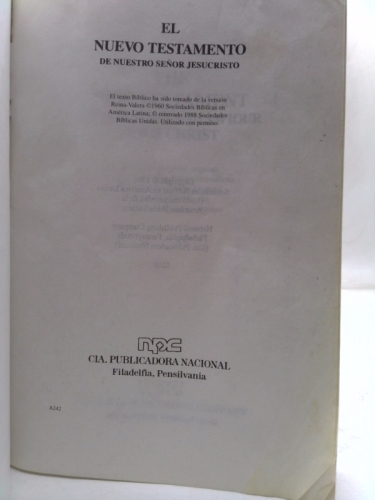 EL
NUEVO TESTAMENTO
DE NUESTRO SEÑOR JESUCRISTO
El texto Bíblico ha sido tomado de la versión
Reina-Valera ©1960 Sociedades Bíblicas en
América Latina; © renovado 1988 Sociedades
Bíblicas Unidas. Utilizado con permiso.
npc
CIA. PUBLICADORA NACIONAL
Filadelfia, Pensilvania